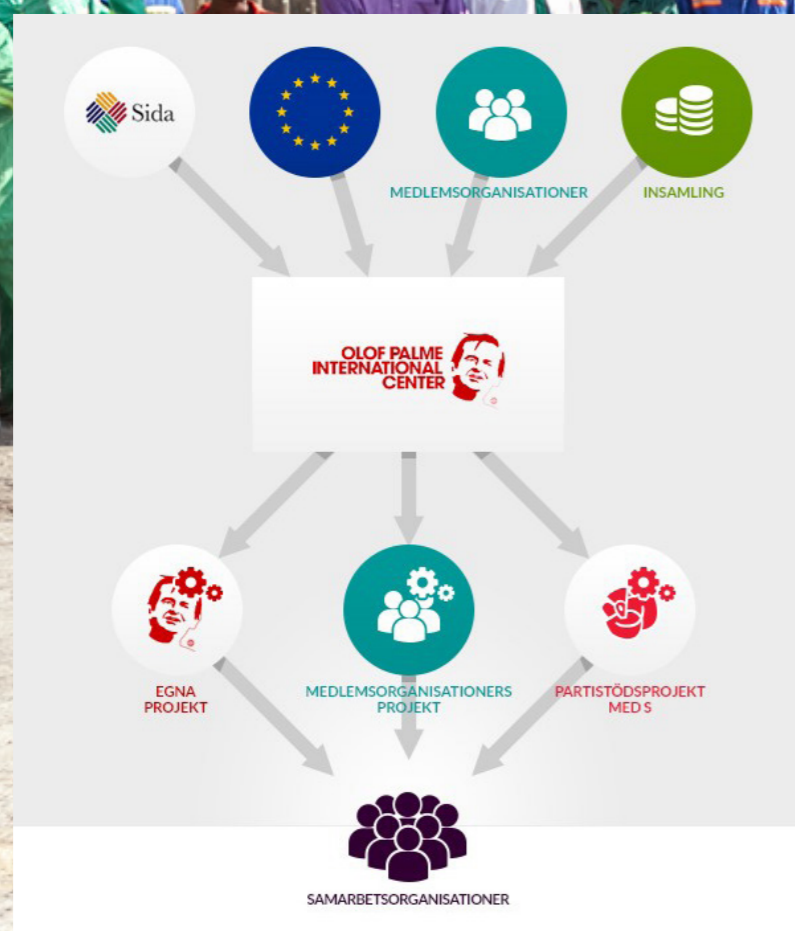 Sida
MEDLEMSORGANISATIONER
INSAMLING
OLOF PALME
INTERNATIONAL
CENTER
EGNA
PROJEKT
MEDLEMSORGANISATIONERS
PROJEKT
PARTISTÖDSPROJEKT
MED S
SAMARBETSORGANISATIONER